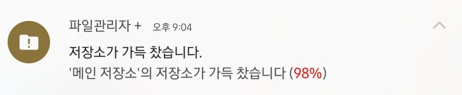 파일관리자 + 오후 9:04
저장소가 가득 찼습니다.
'메인 저장소'의 저장소가 가득 찼습니다 (98%)